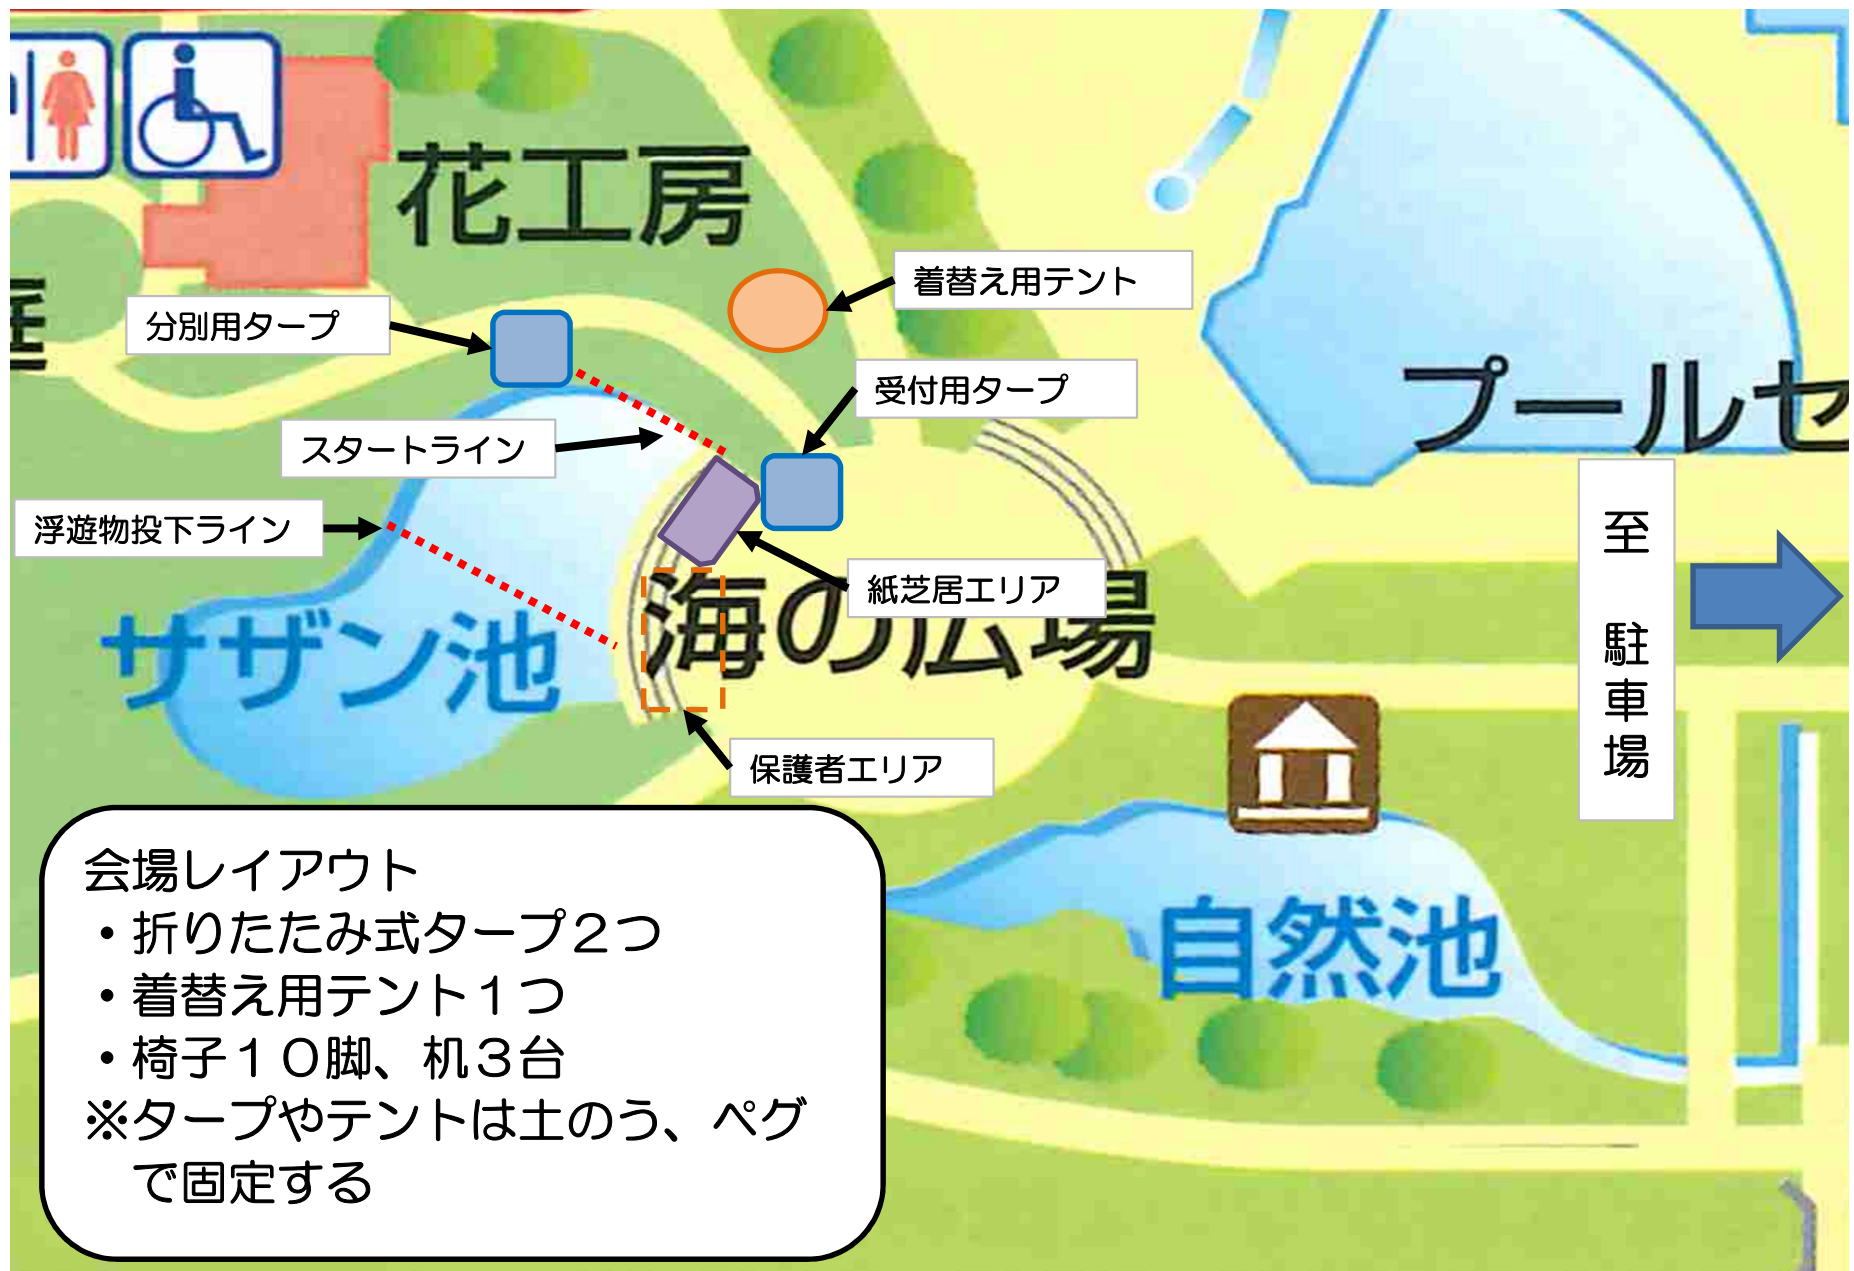 花工房
庭
着替え用テント
分別用タープ
受付用タープ
プールセ
スタートライン
浮遊物投下ライン
至 駐車場
紙芝居エリア
海の広場
サザン池
保護者エリア
自然池
会場レイアウト
・折りたたみ式タープ２つ
・着替え用テント１つ
・椅子１０脚、机３台
※タープやテントは土のう、ペグ
で固定する